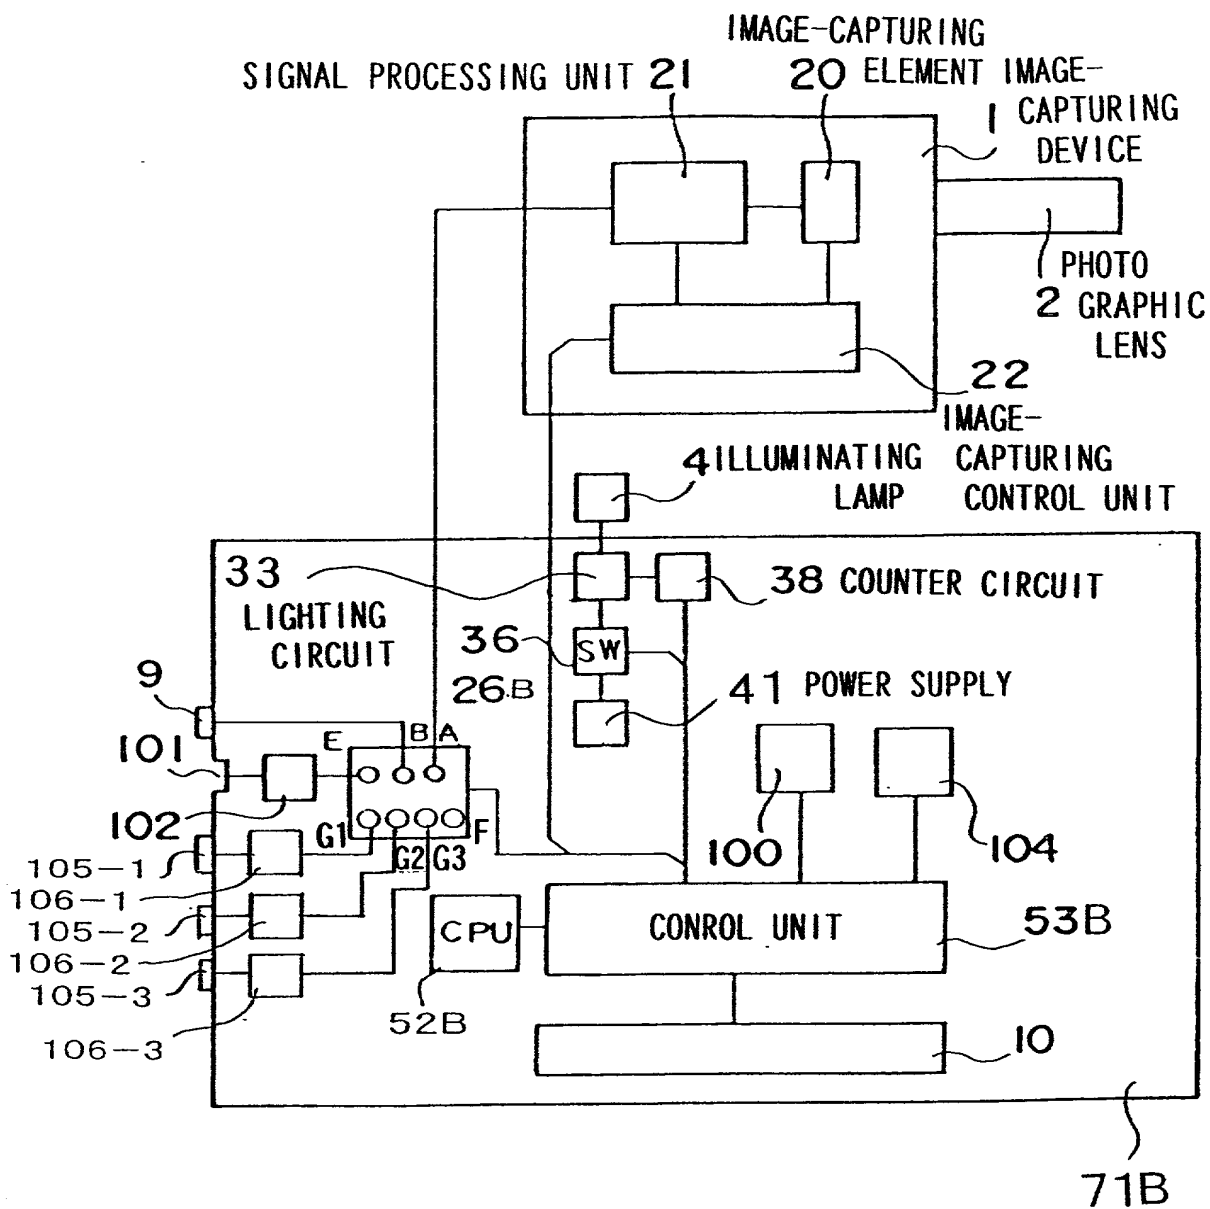 IMAGE-CAPTURING
SIGNAL PROCESSING UNIT 21
20 ELEMENT
IMAGE-
1 CAPTURING
DEVICE
PHOTO
2 GRAPHIC
LENS
22
IMAGE-
CAPTURING
CONTROL UNIT
4 ILLUMINATING
LAMP
33
LIGHTING
CIRCUIT
38 COUNTER CIRCUIT
36
SW
26B
41 POWER SUPPLY
9
E
B
A
101
102
G1
F
G2
G3
100
104
105-1
106-1
105-2
106-2
105-3
106-3
CPU
52B
CONROL UNIT
53B
10
71B